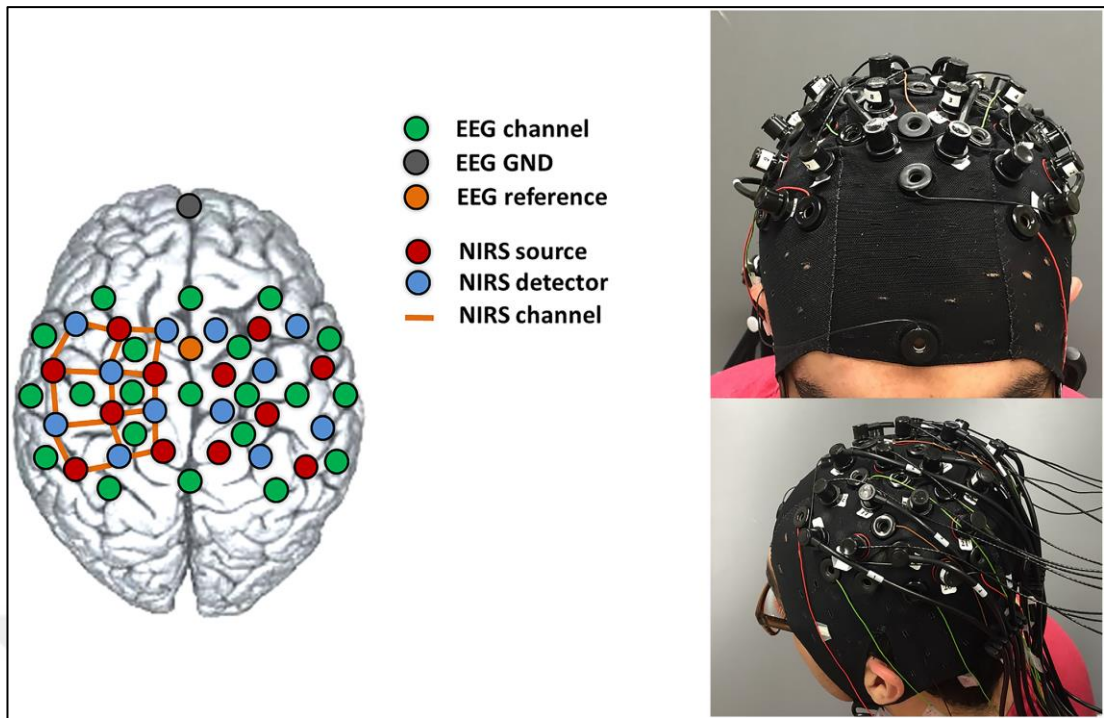 EEG channel
EEG GND
EEG reference
NIRS source
NIRS detector
NIRS channel